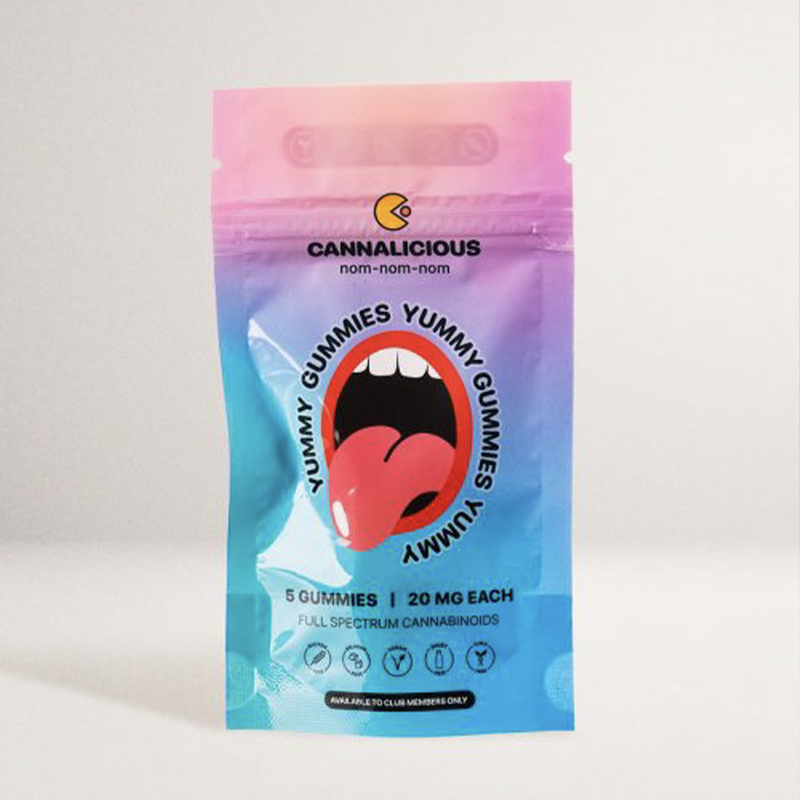 CANNALICIOUS
nom-nom-nom
YUMMY GUMMIES YUMMY GUMMIES YUMMY
5 GUMMIES | 20 MG EACH
FULL SPECTRUM CANNABINOIDS
AVAILABLE TO CLUB MEMBERS ONLY